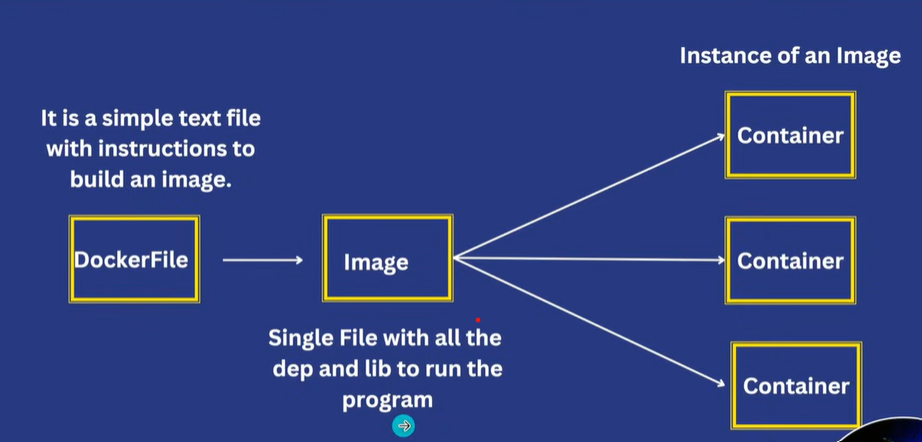 Instance of an Image
It is a simple text file
with instructions to
build an image.
DockerFile
Image
Single File with all the
dep and lib to run the
program
Container
Container
Container